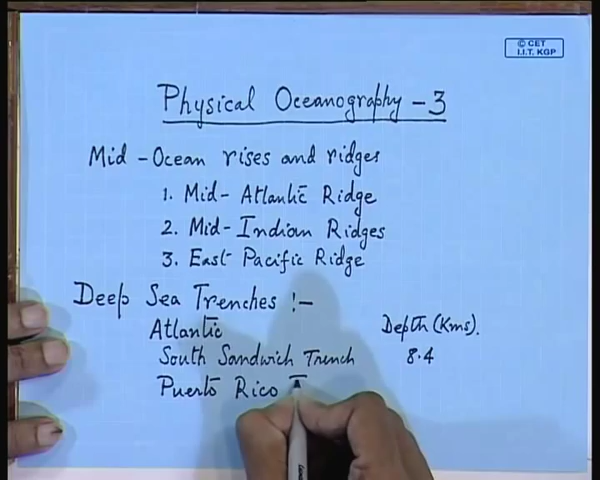 © CET
I.I.T. KGP
Physical Oceanography - 3
Mid - Ocean rises and ridges
1. Mid - Atlantic Ridge
2. Mid - Indian Ridges
3. East Pacific Ridge
Deep Sea Trenches :-
Atlantic Depth (Kms).
South Sandwich Trench 8.4
Puerto Rico T